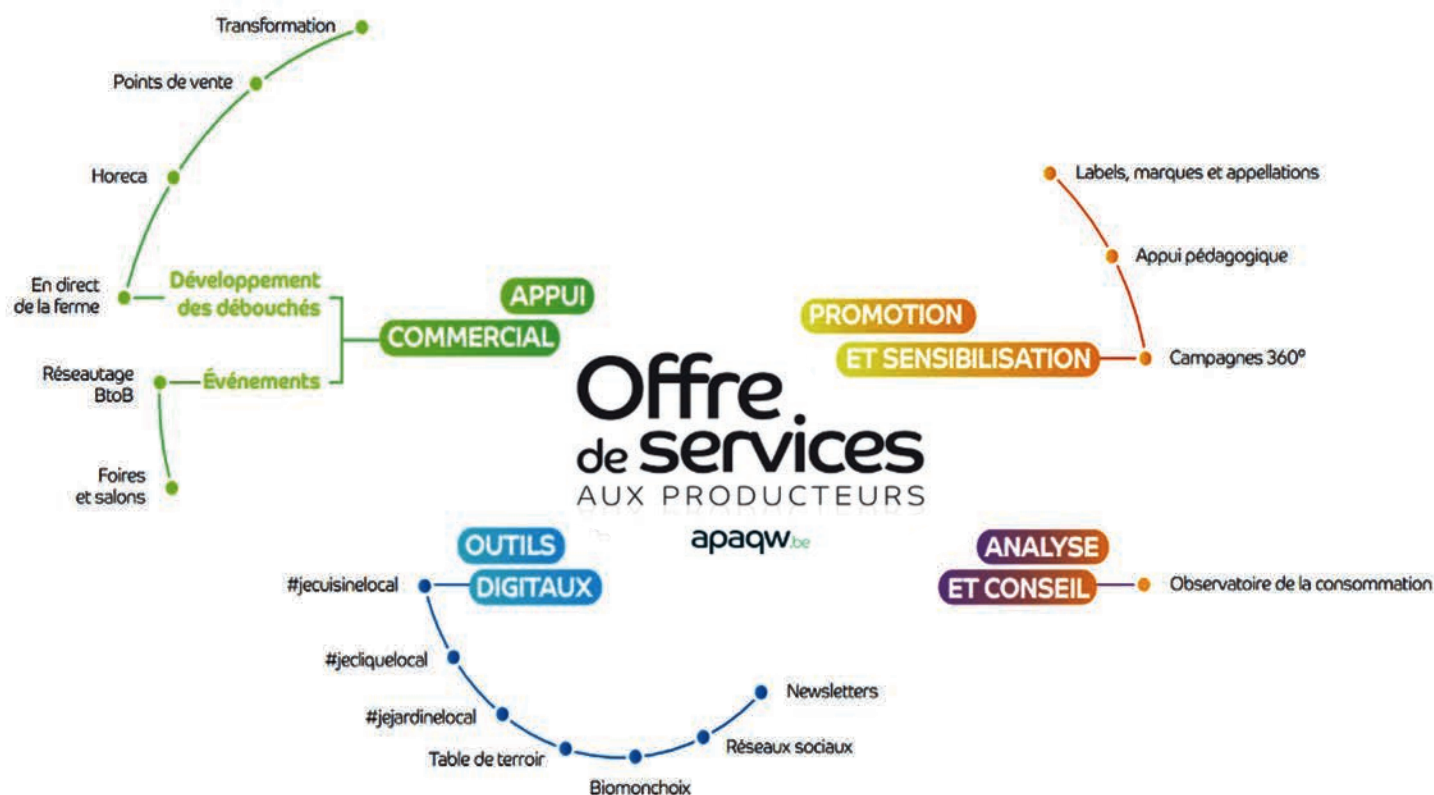 Transformation
Points de vente
Horeca
En direct
de la ferme
Développement
des débouchés
Réseautage
BtoB
Événements
Foires
et salons
APPUI
COMMERCIAL
Labels, marques et appellations
Appui pédagogique
PROMOTION
ET SENSIBILISATION
Campagnes 360°
Offre
de services
AUX PRODUCTEURS
apaqw.be
OUTILS
DIGITAUX
#jecuisinelocal
#jecliquelocal
#jejardinelocal
Table de terroir
Biomonchoix
Réseaux sociaux
Newsletters
ANALYSE
ET CONSEIL
Observatoire de la consommation